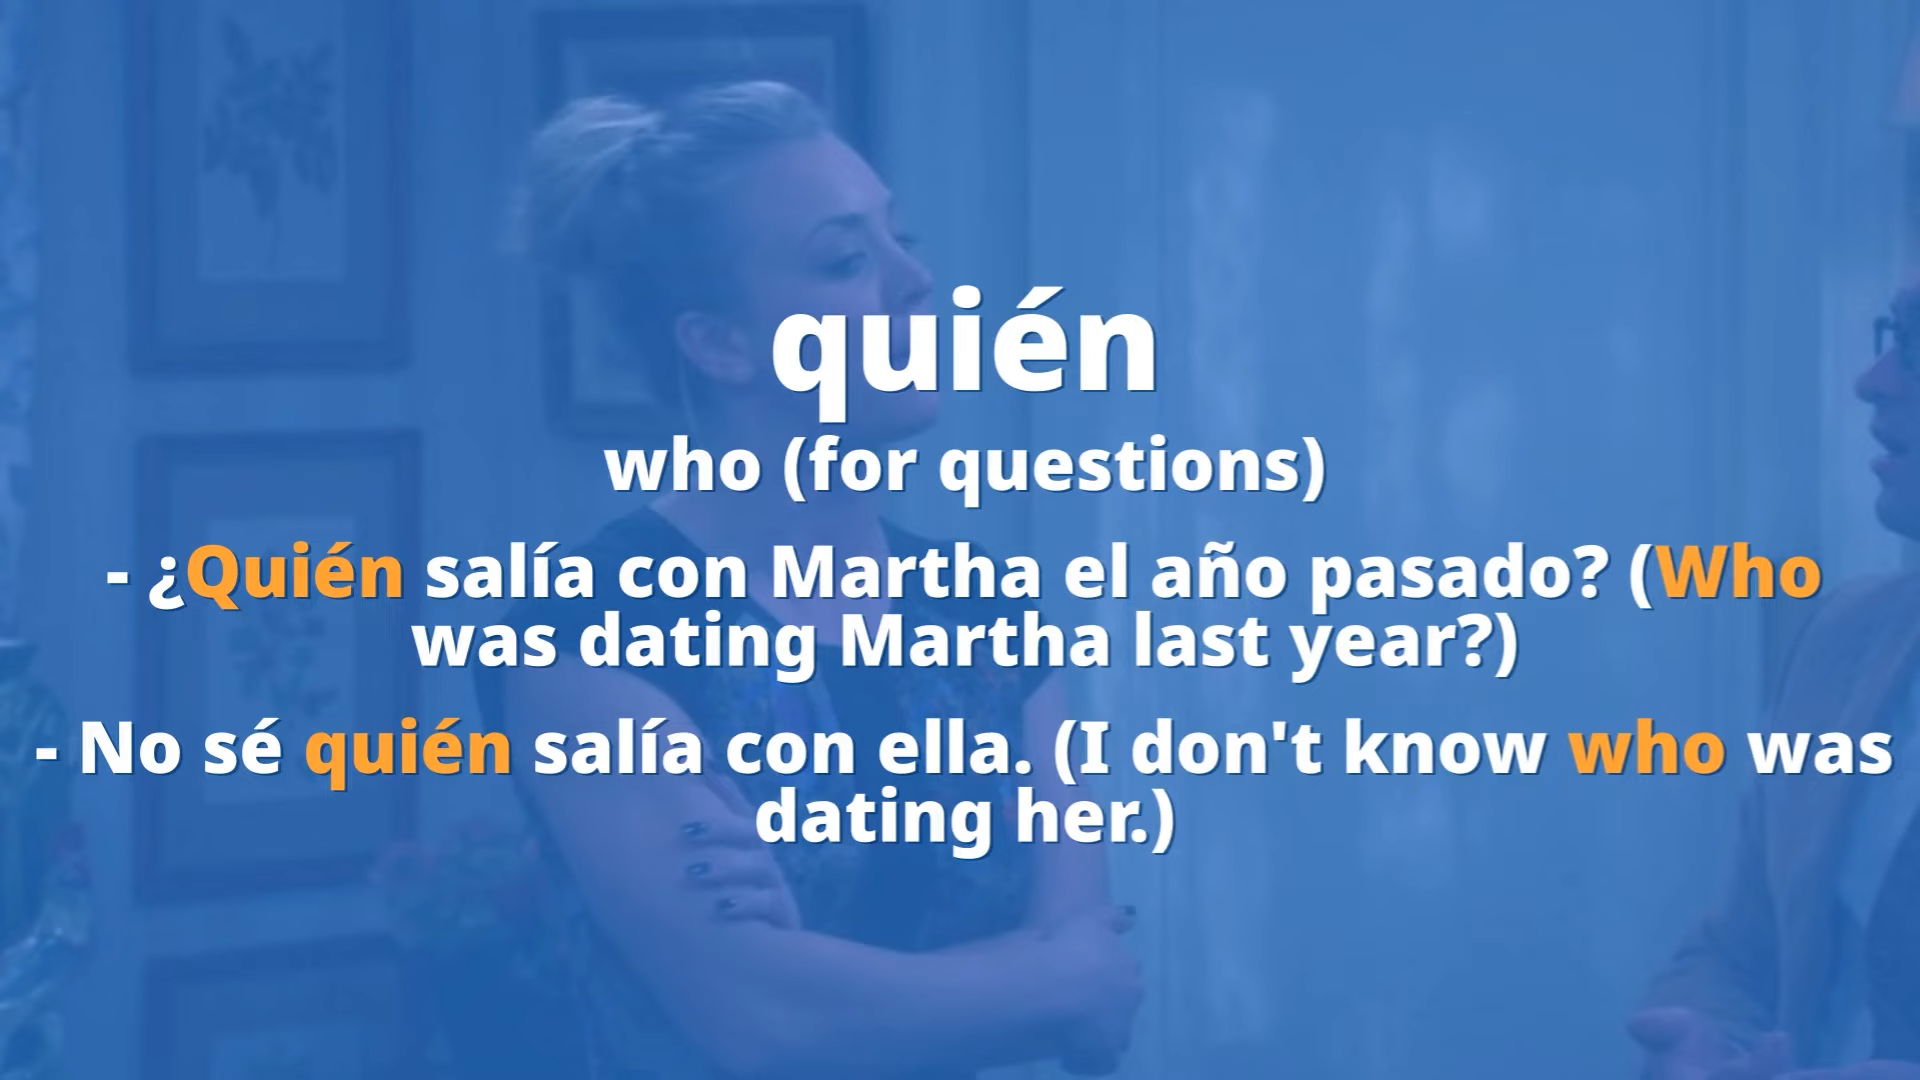 quién
who (for questions)
- ¿Quién salía con Martha el año pasado? (Who
was dating Martha last year?)
- No sé quién salía con ella. (I don't know who was
dating her.)